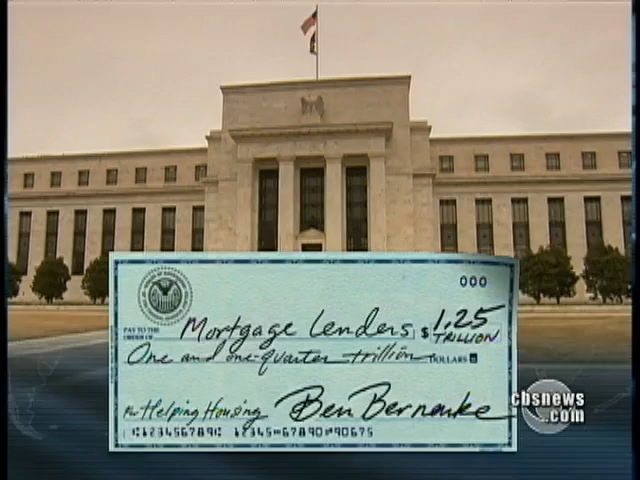 000
PAY TO THE
ORDER OF
Mortgage Lenders $ 1.25
TRILLION
One and one-quarter trillion DOLLARS
For Helping Housing Ben Bernanke
⑆123456789⑆ 12345⑉67890⑉90675
cbsnews
.com